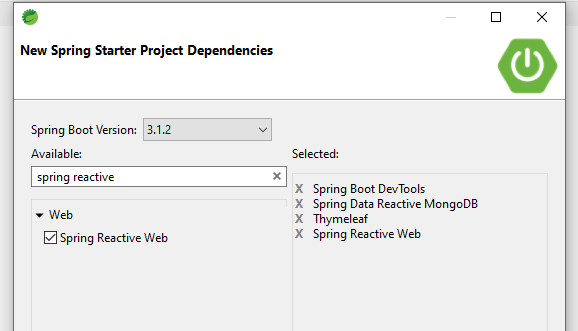 New Spring Starter Project Dependencies
Spring Boot Version: 3.1.2
Available:
spring reactive
Web
Spring Reactive Web
Selected:
X Spring Boot DevTools
X Spring Data Reactive MongoDB
X Thymeleaf
X Spring Reactive Web